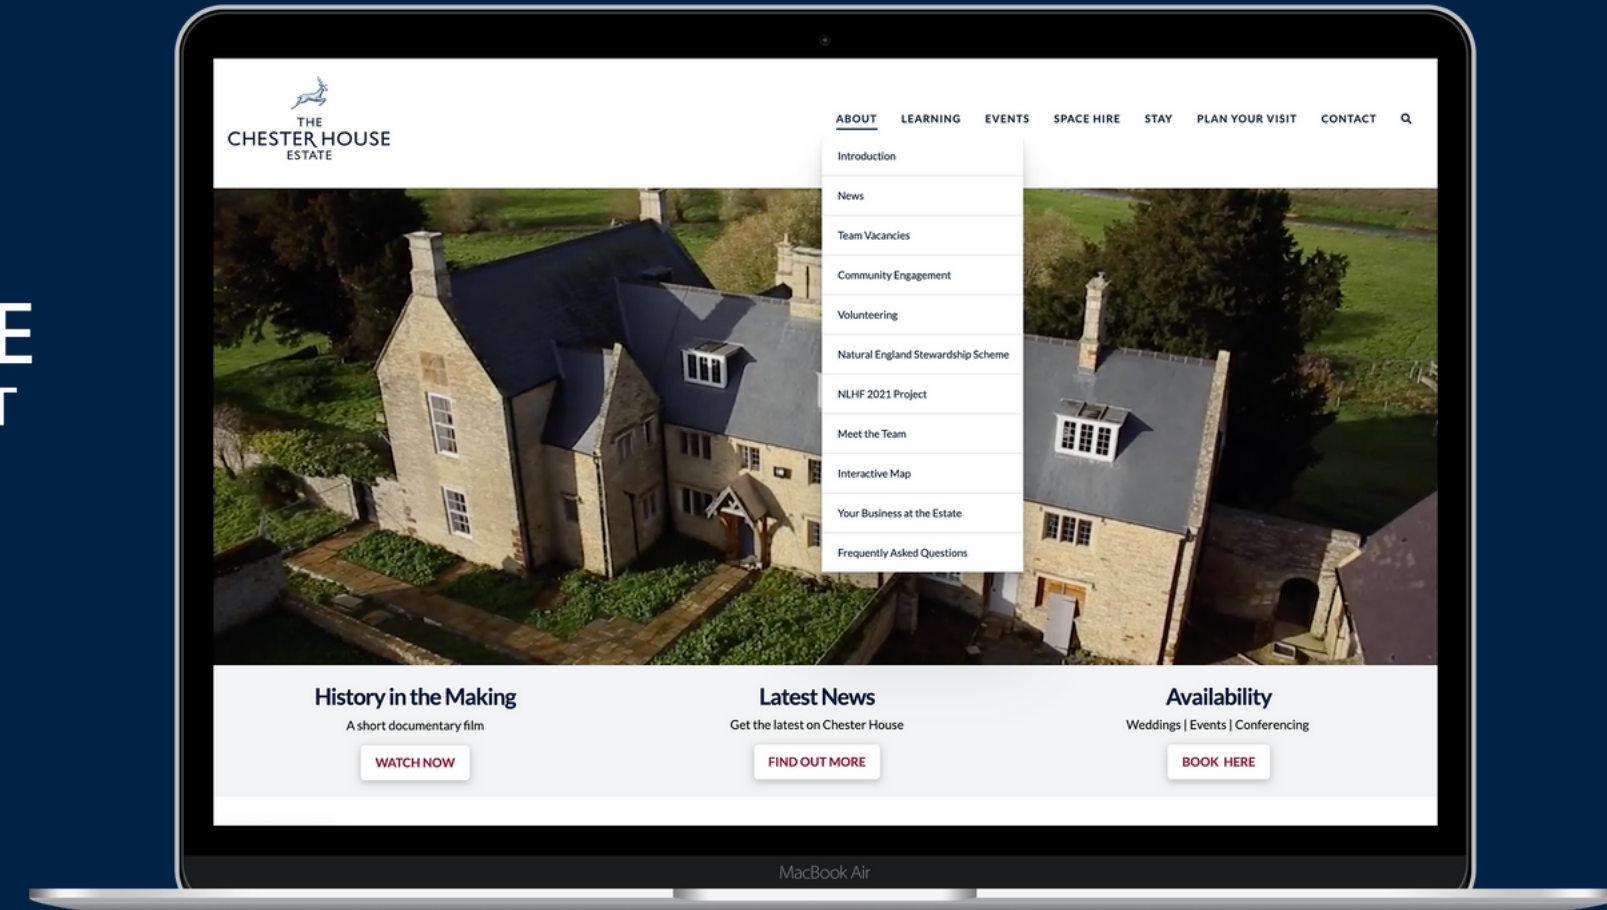 E
T
THE
CHESTER HOUSE
ESTATE
ABOUT LEARNING EVENTS SPACE HIRE STAY PLAN YOUR VISIT CONTACT
Introduction
News
Team Vacancies
Community Engagement
Volunteering
Natural England Stewardship Scheme
NLHF 2021 Project
Meet the Team
Interactive Map
Your Business at the Estate
Frequently Asked Questions
History in the Making
A short documentary film
WATCH NOW
Latest News
Get the latest on Chester House
FIND OUT MORE
Availability
Weddings | Events | Conferencing
BOOK HERE
MacBook Air